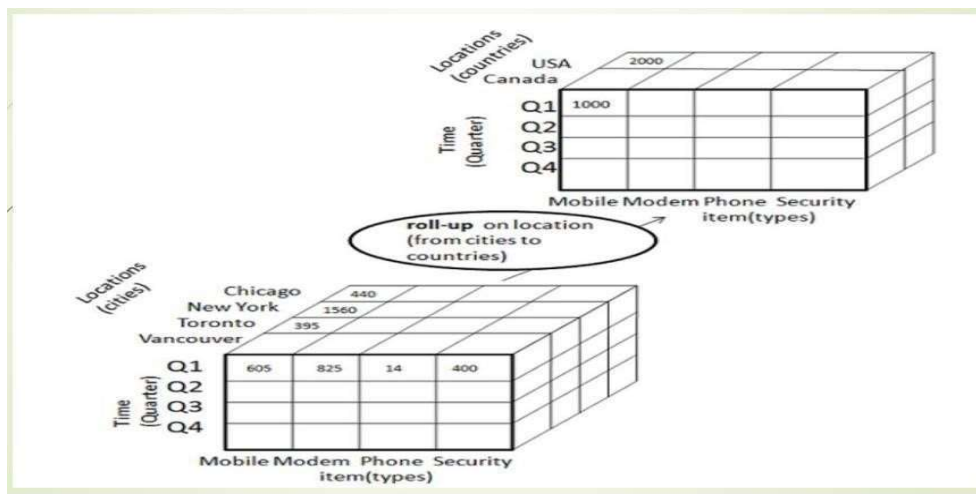 Locations
(countries)
USA
Canada
2000
Time
(Quarter)
Q1
Q2
Q3
Q4
1000
Mobile Modem Phone Security
item(types)
roll-up on location
(from cities to
countries)
Locations
(cities)
Chicago
New York
Toronto
Vancouver
440
1560
395
Time
(Quarter)
Q1
Q2
Q3
Q4
605 825 14 400
Mobile Modem Phone Security
item(types)